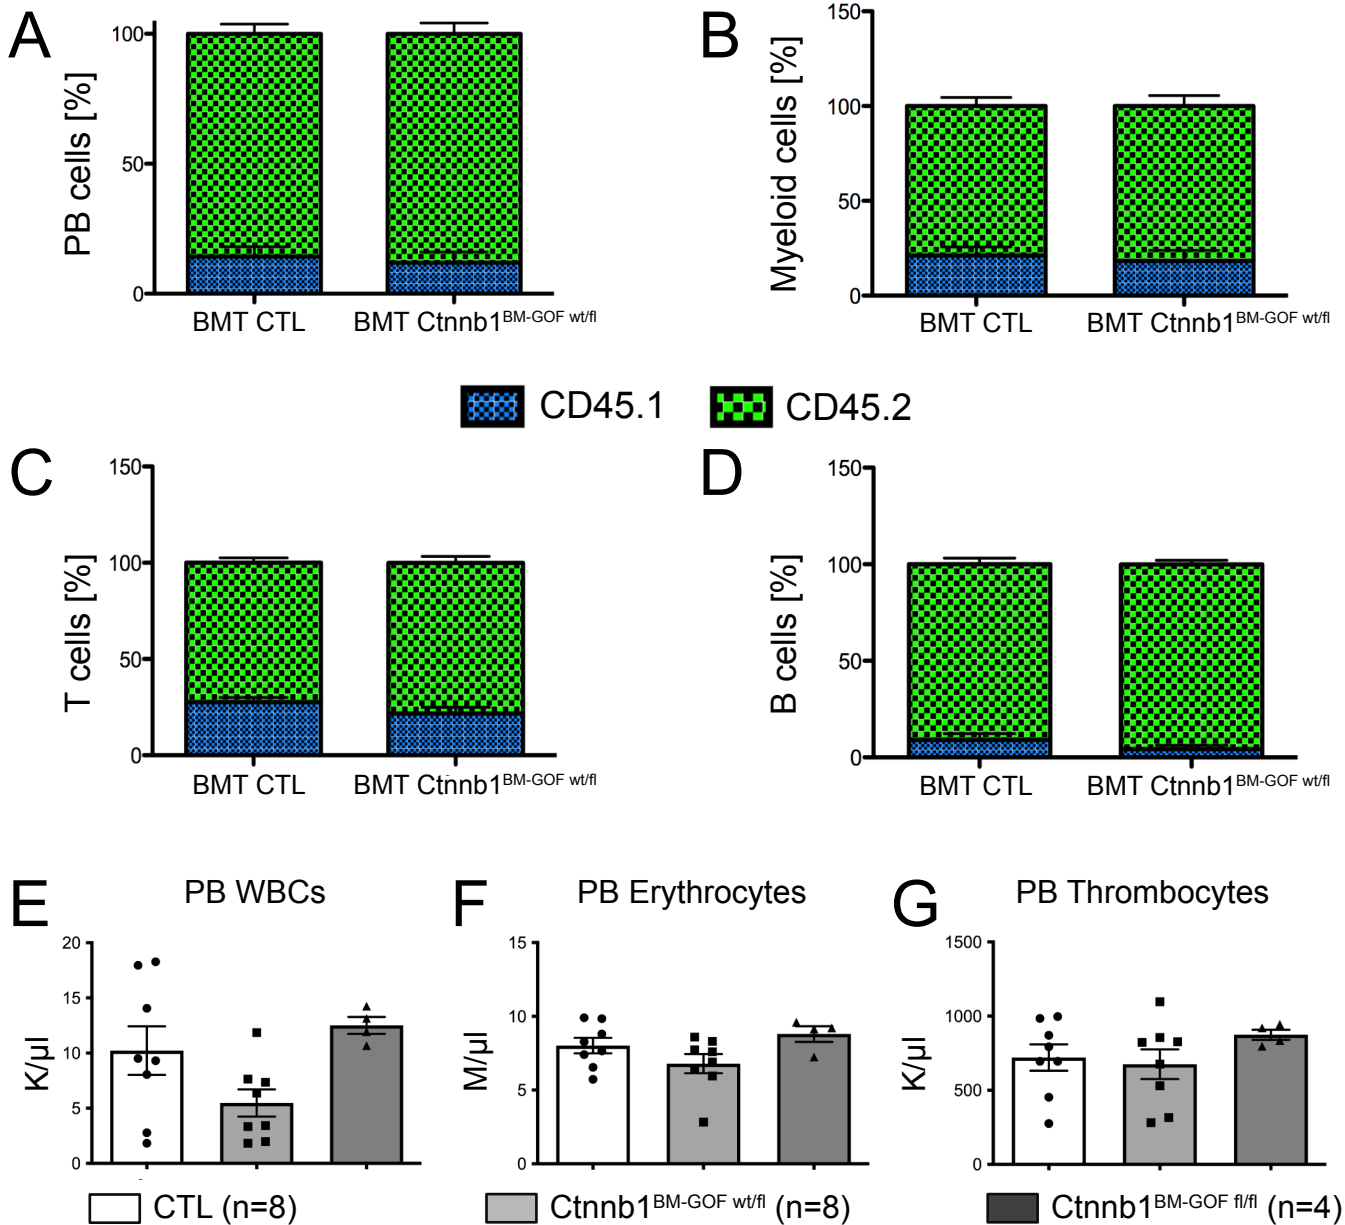 A
PB cells [%]
100
50
0
BMT CTL
BMT Ctnnb1BM-GOF wt/fl
B
Myeloid cells [%]
150
100
50
0
BMT CTL
BMT Ctnnb1BM-GOF wt/fl
CD45.1
CD45.2
C
T cells [%]
150
100
50
0
BMT CTL
BMT Ctnnb1BM-GOF wt/fl
D
B cells [%]
150
100
50
0
BMT CTL
BMT Ctnnb1BM-GOF wt/fl
E
PB WBCs
K/µl
20
15
10
5
0
F
PB Erythrocytes
M/µl
15
10
5
0
G
PB Thrombocytes
K/µl
1500
1000
500
0
CTL (n=8)
Ctnnb1BM-GOF wt/fl (n=8)
Ctnnb1BM-GOF fl/fl (n=4)